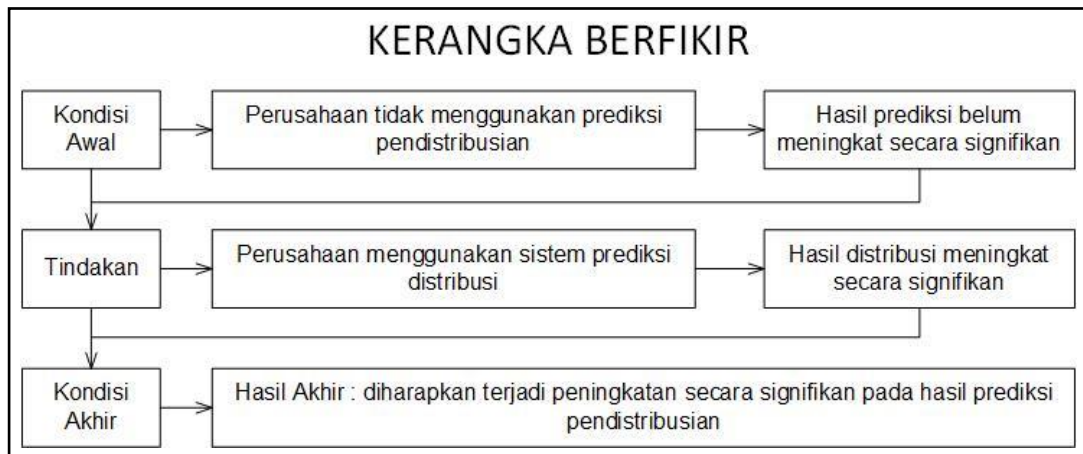 KERANGKA BERFIKIR
Kondisi
Awal
Perusahaan tidak menggunakan prediksi
pendistribusian
Hasil prediksi belum
meningkat secara signifikan
Tindakan
Perusahaan menggunakan sistem prediksi
distribusi
Hasil distribusi meningkat
secara signifikan
Kondisi
Akhir
Hasil Akhir : diharapkan terjadi peningkatan secara signifikan pada hasil prediksi
pendistribusian